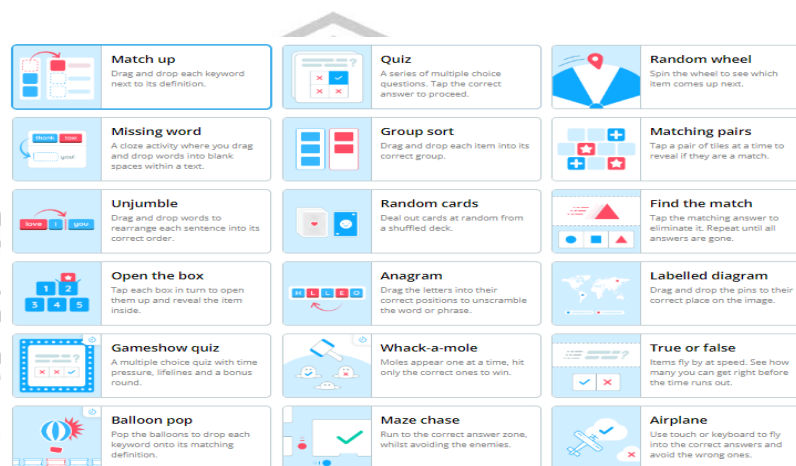 Match up
Drag and drop each keyword
next to its definition.
Quiz
A series of multiple choice
questions. Tap the correct
answer to proceed.
Random wheel
Spin the wheel to see which
item comes up next.
thank
you!
Missing word
A cloze activity where you drag
and drop words into blank
spaces within a text.
Group sort
Drag and drop each item into its
correct group.
Matching pairs
Tap a pair of tiles at a time to
reveal if they are a match.
love I you
Unjumble
Drag and drop words to
rearrange each sentence into its
correct order.
Random cards
Deal out cards at random from
a shuffled deck.
Find the match
Tap the matching answer to
eliminate it. Repeat until all
answers are gone.
1 2
3 4 5
Open the box
Tap each box in turn to open
them up and reveal the item
inside.
H L L E O
Anagram
Drag the letters into their
correct positions to unscramble
the word or phrase.
Labelled diagram
Drag and drop the pins to their
correct place on the image.
Gameshow quiz
A multiple choice quiz with time
pressure, lifelines and a bonus
round.
Whack-a-mole
Moles appear one at a time, hit
only the correct ones to win.
True or false
Items fly by at speed. See how
many you can get right before
the time runs out.
Balloon pop
Pop the balloons to drop each
keyword onto its matching
definition.
Maze chase
Run to the correct answer zone,
whilst avoiding the enemies.
Airplane
Use touch or keyboard to fly
into the correct answers and
avoid the wrong ones.